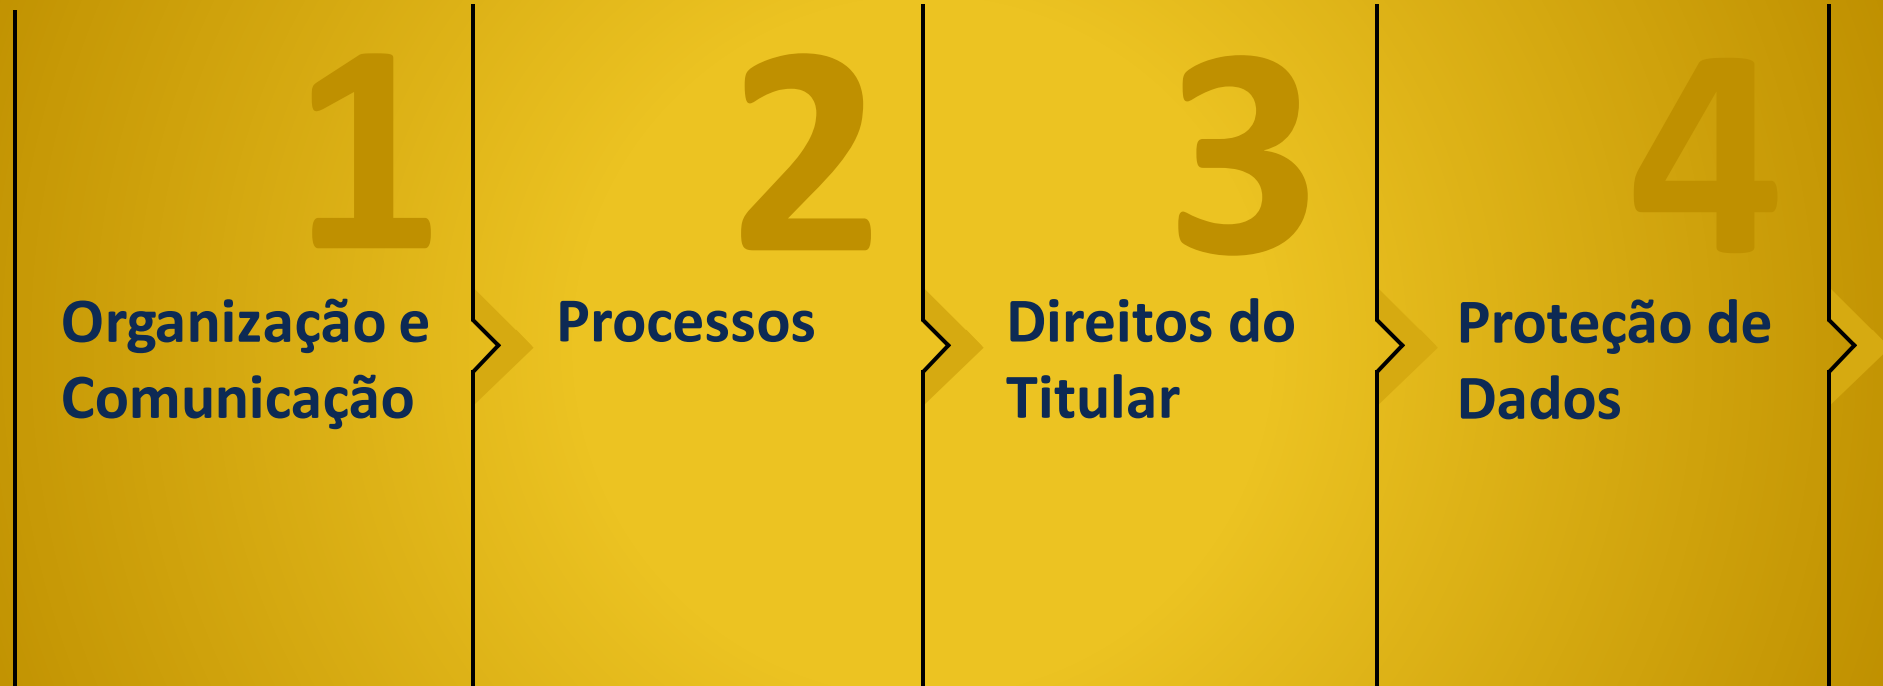 1
Organização e
Comunicação
2
Processos
3
Direitos do
Titular
4
Proteção de
Dados